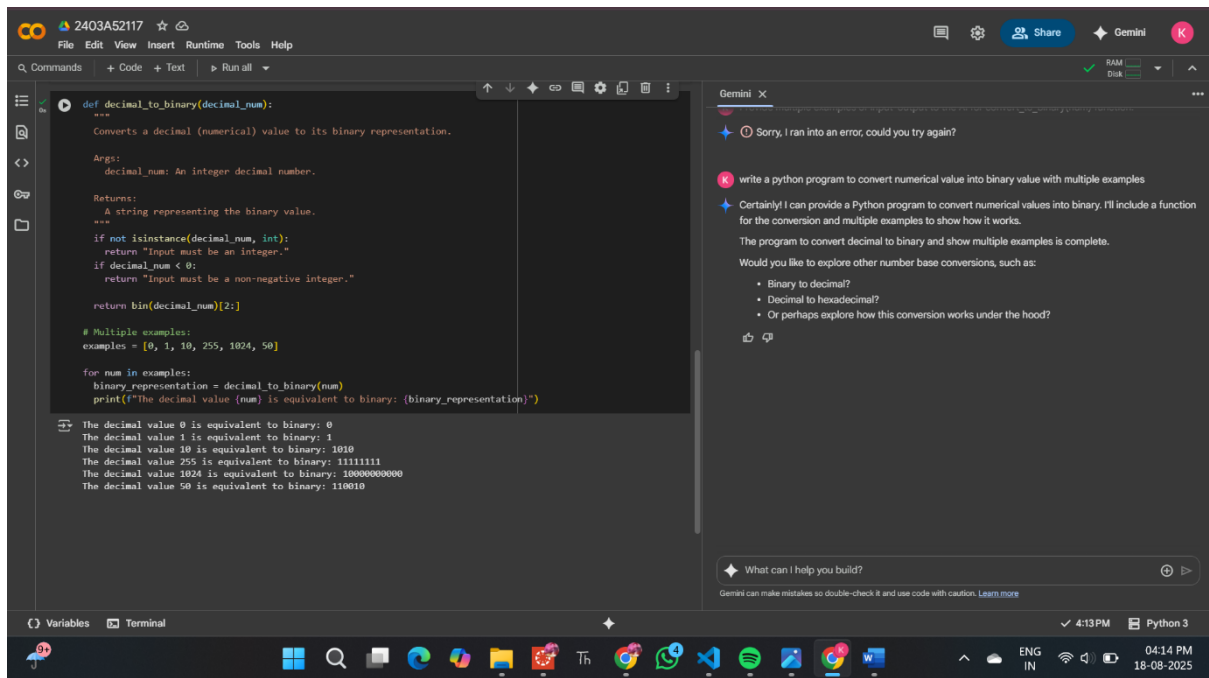 2403A52117
File Edit View Insert Runtime Tools Help
Share
Gemini
K
Commands + Code + Text Run all
RAM
Disk
0s
def decimal_to_binary(decimal_num):
"""
Converts a decimal (numerical) value to its binary representation.
Args:
decimal_num: An integer decimal number.
Returns:
A string representing the binary value.
"""
if not isinstance(decimal_num, int):
return "Input must be an integer."
if decimal_num < 0:
return "Input must be a non-negative integer."
return bin(decimal_num)[2:]
# Multiple examples:
examples = [0, 1, 10, 255, 1024, 50]
for num in examples:
binary_representation = decimal_to_binary(num)
print(f"The decimal value {num} is equivalent to binary: {binary_representation}")
The decimal value 0 is equivalent to binary: 0
The decimal value 1 is equivalent to binary: 1
The decimal value 10 is equivalent to binary: 1010
The decimal value 255 is equivalent to binary: 11111111
The decimal value 1024 is equivalent to binary: 10000000000
The decimal value 50 is equivalent to binary: 110010
Gemini
Sorry, I ran into an error, could you try again?
K write a python program to convert numerical value into binary value with multiple examples
Certainly! I can provide a Python program to convert numerical values into binary. I'll include a function
for the conversion and multiple examples to show how it works.
The program to convert decimal to binary and show multiple examples is complete.
Would you like to explore other number base conversions, such as:
• Binary to decimal?
• Decimal to hexadecimal?
• Or perhaps explore how this conversion works under the hood?
What can I help you build?
Gemini can make mistakes so double-check it and use code with caution. Learn more
{} Variables Terminal
4:13 PM Python 3
9+
Th
4
K
W
ENG
IN
04:14 PM
18-08-2025